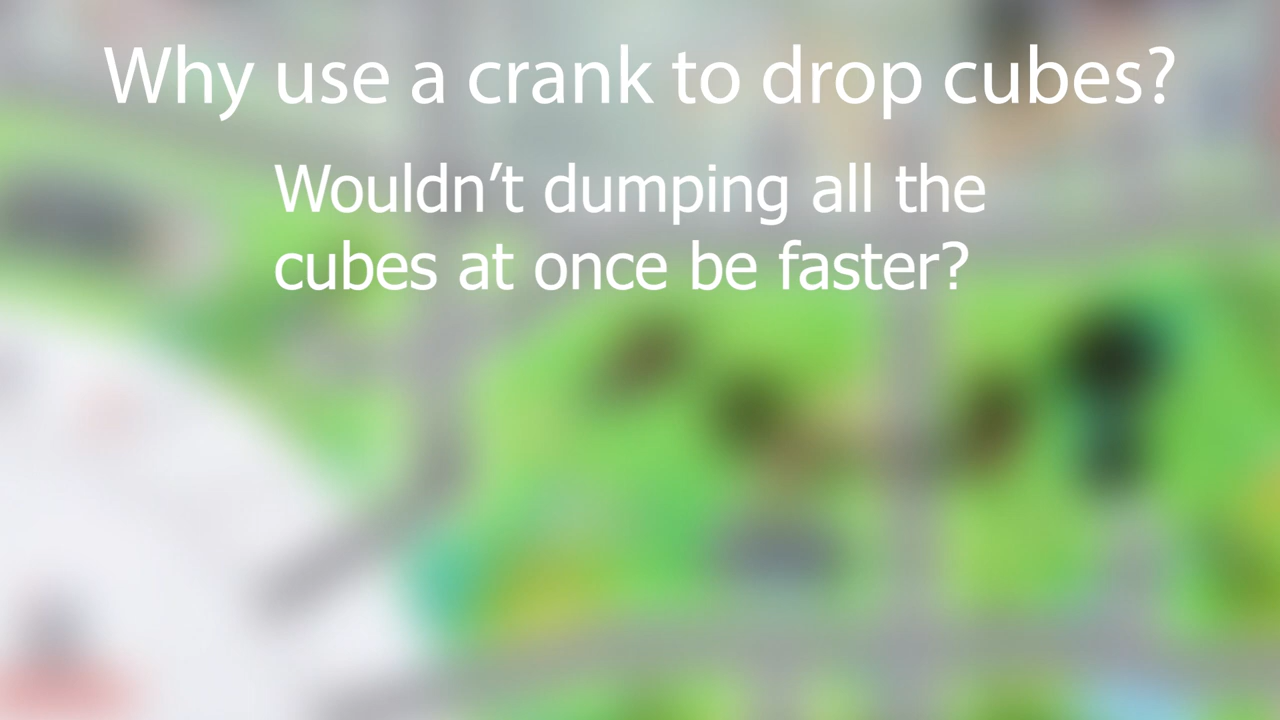 Why use a crank to drop cubes?
Wouldn’t dumping all the
cubes at once be faster?